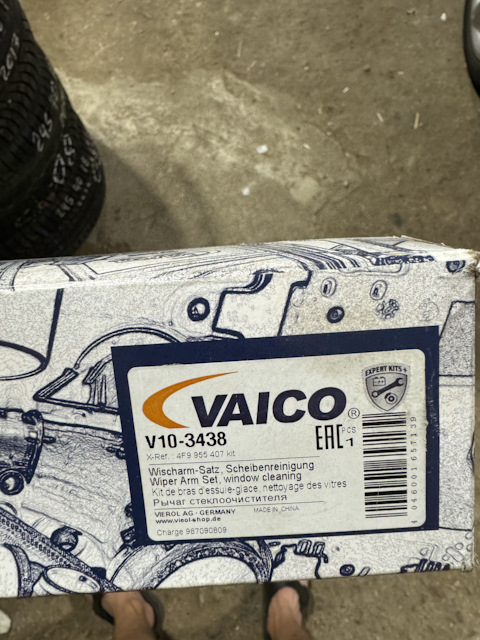 EXPERT KITS +
VAICO®
V10-3438
EAC
PCS
1
X-Ref.: 4F9 955 407 kit
Wischarm-Satz, Scheibenreinigung
Wiper Arm Set, window cleaning
Kit de bras d'essuie-glace, nettoyage des vitres
Рычаг стеклоочистителя
VIEROL AG - GERMANY
MADE IN CHINA
www.vierol-shop.de
Charge 987090809
4 046001 657139